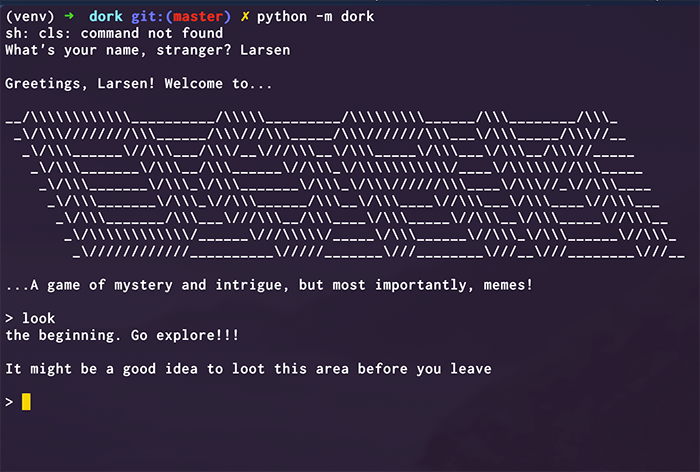 (venv) ➜ dork git:(master) ✗ python -m dork
sh: cls: command not found
What's your name, stranger? Larsen
Greetings, Larsen! Welcome to...
DORK
...A game of mystery and intrigue, but most importantly, memes!
> look
the beginning. Go explore!!!
It might be a good idea to loot this area before you leave
>